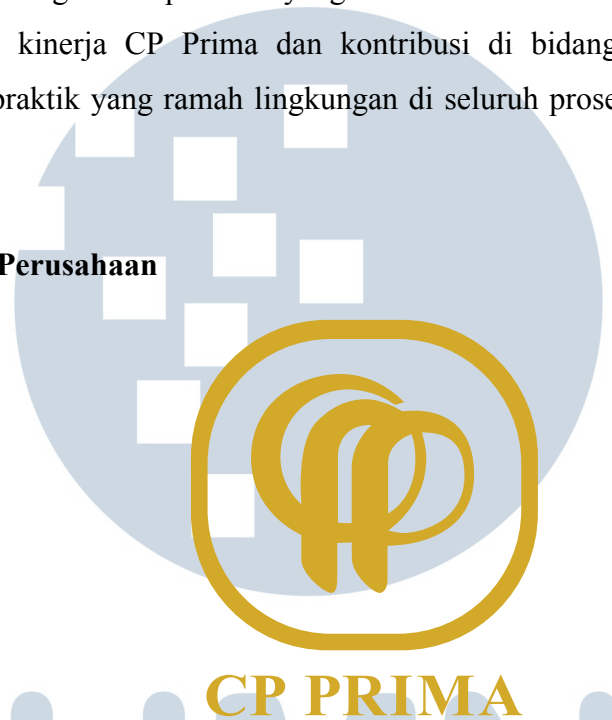 kinerja CP Prima dan kontribusi di bidang
praktik yang ramah lingkungan di seluruh prose
Perusahaan
CP PRIMA